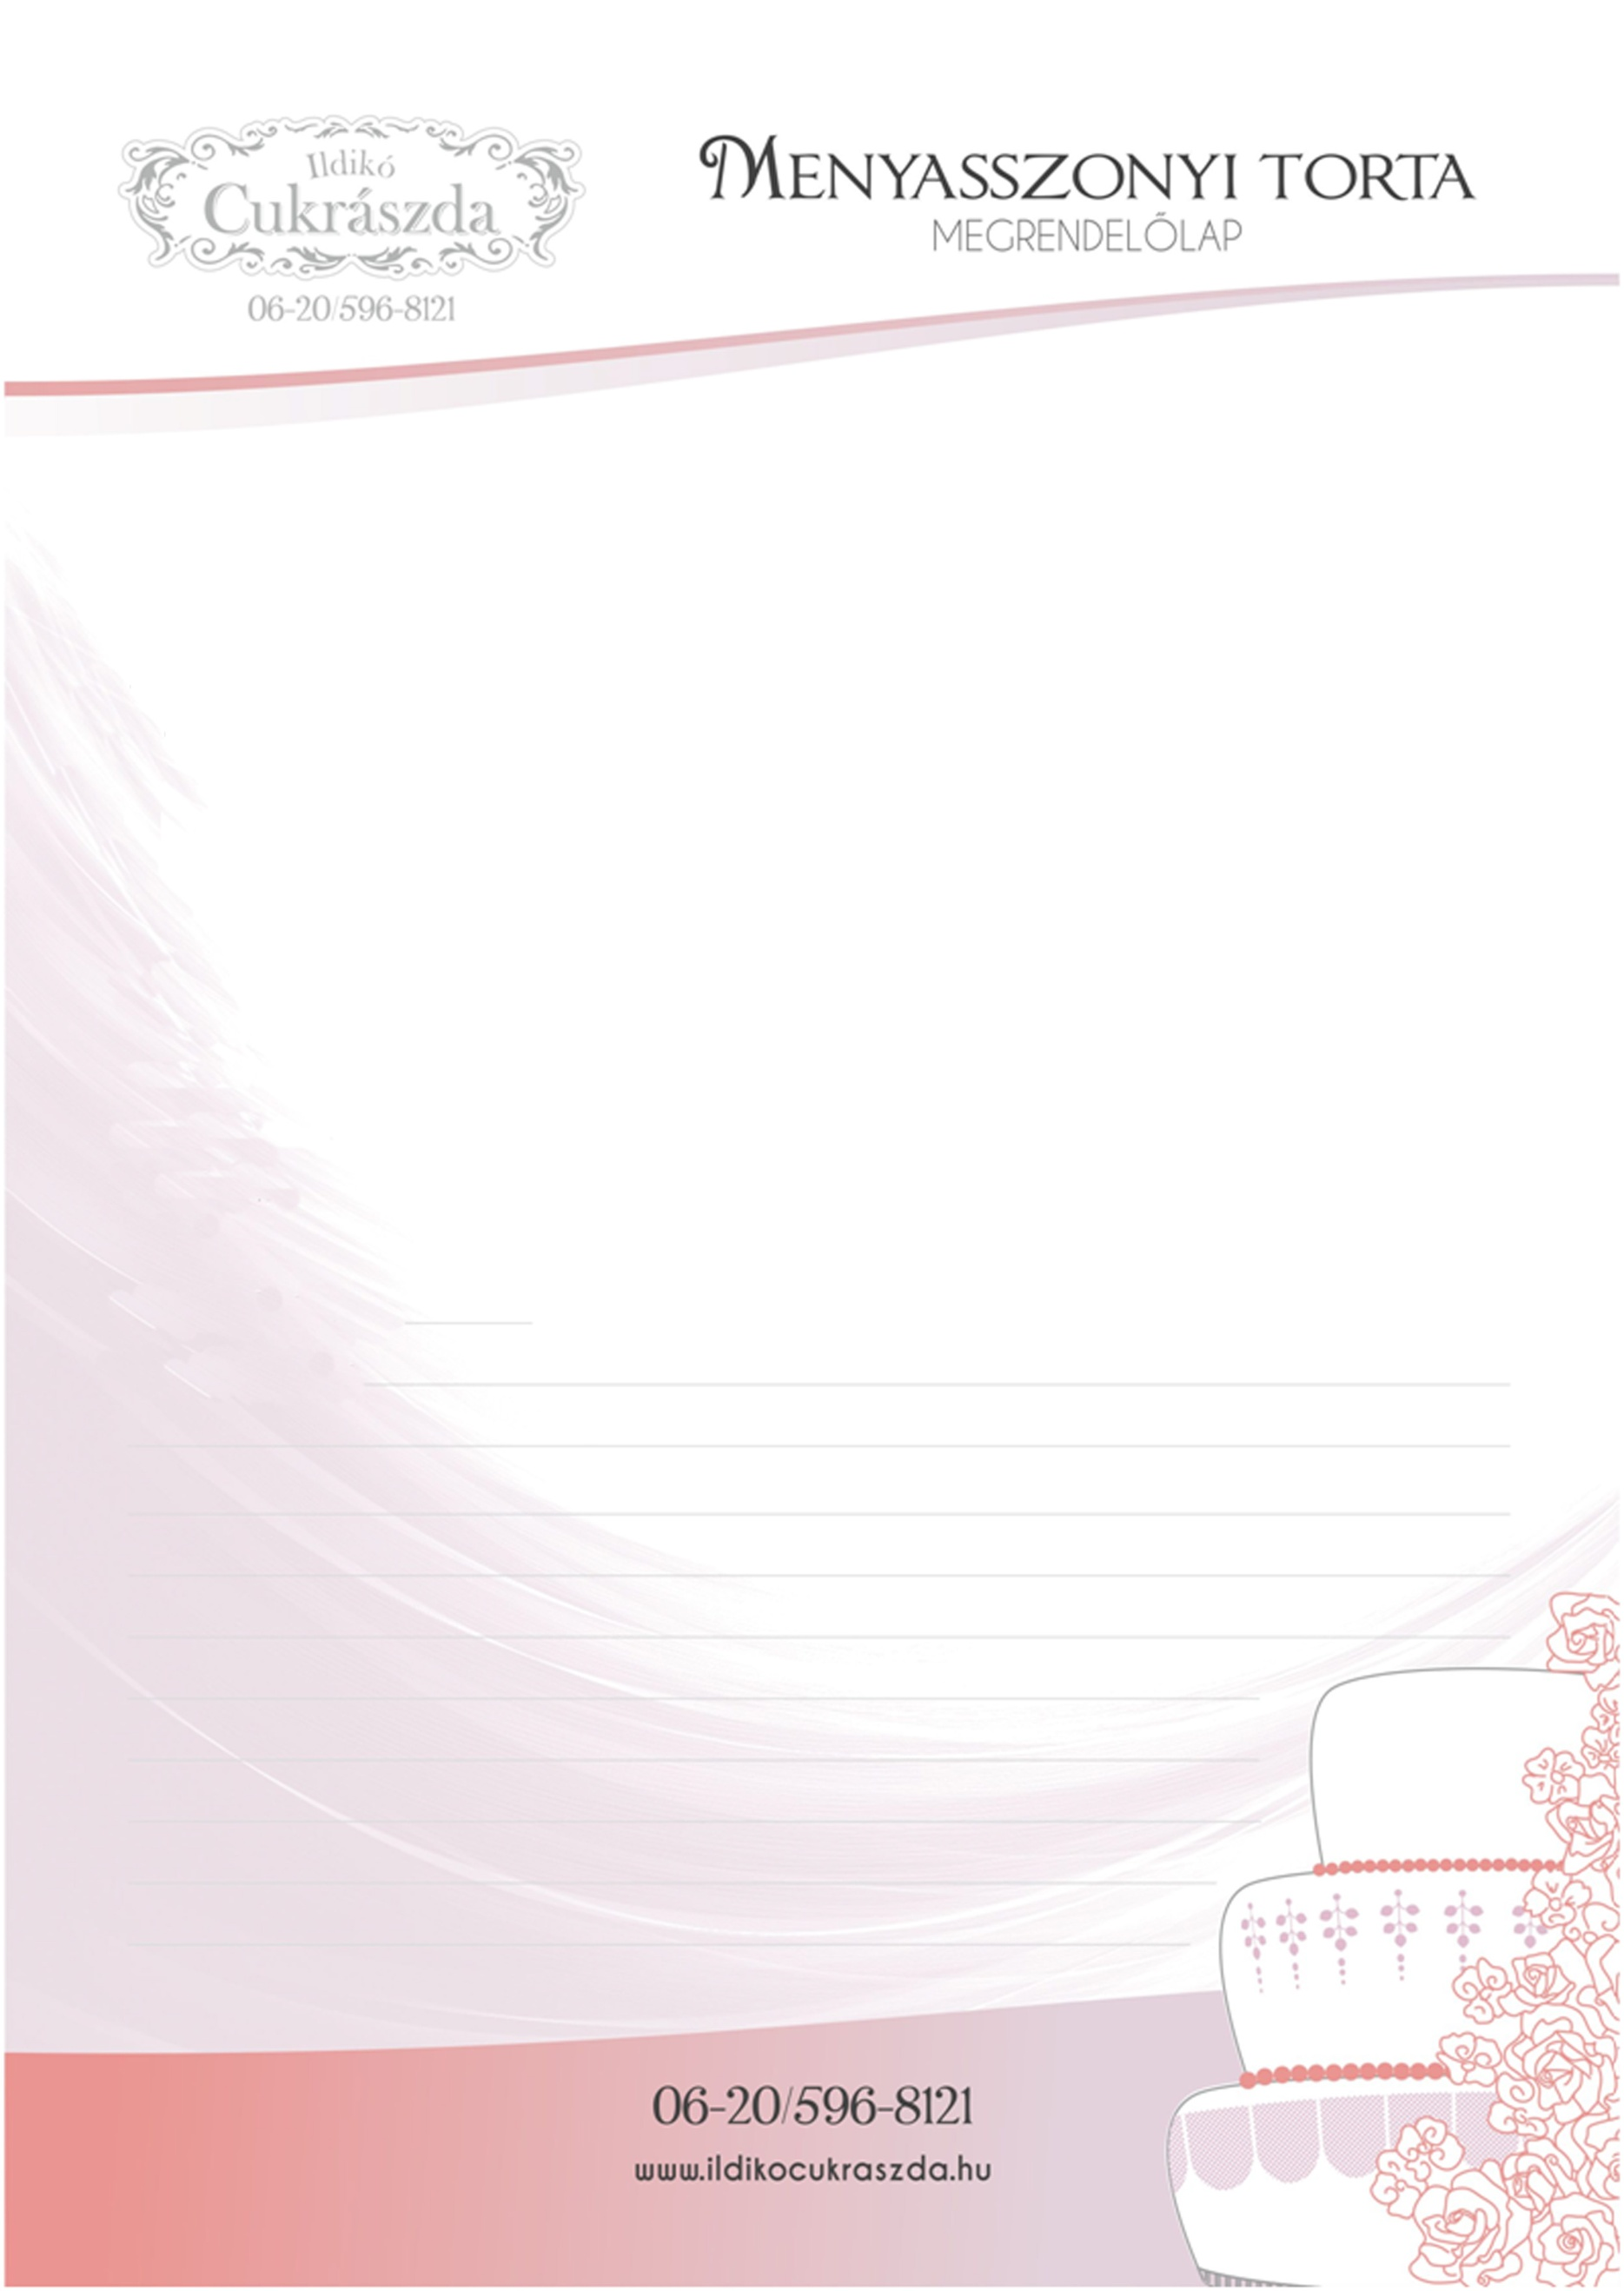 Ildikó
Cukrászda
06-20/596-8121
MENYASSZONYI TORTA
MEGRENDELŐLAP
06-20/596-8121
www.ildikocukraszda.hu